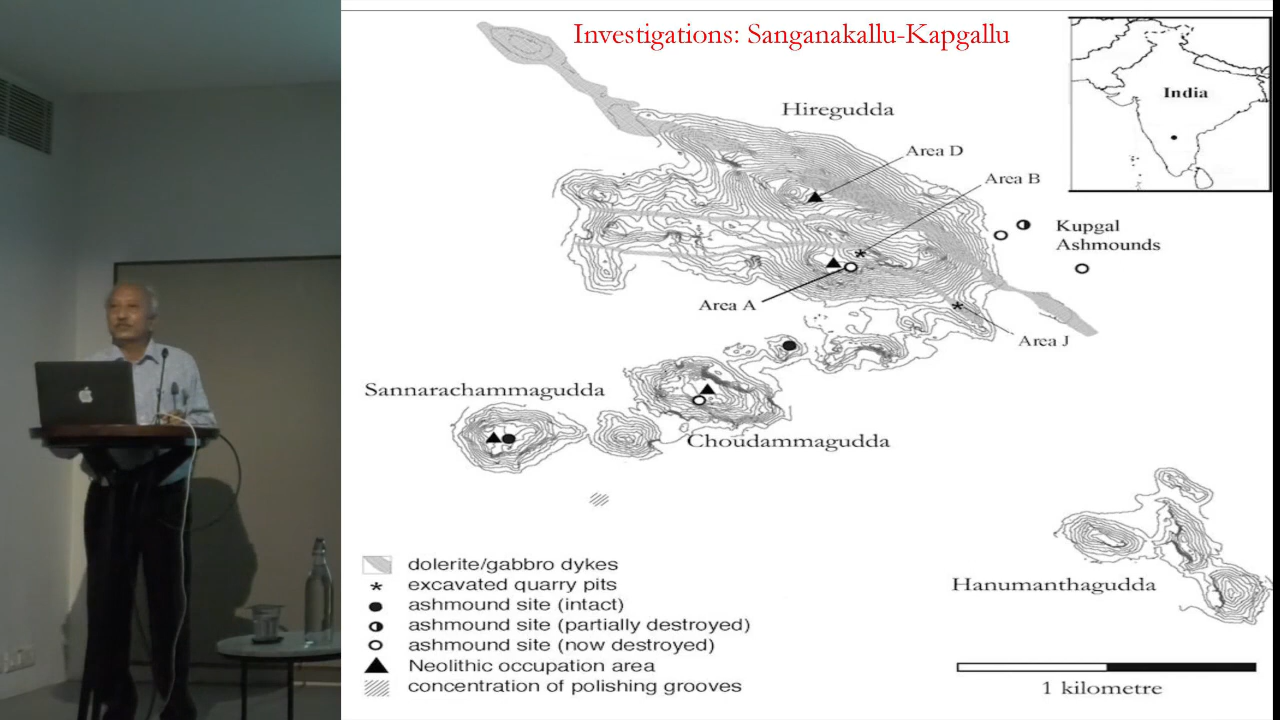 Investigations: Sanganakallu-Kapgallu
India
Hiregudda
Area D
Area B
Kupgal
Ashmounds
Area A
Area J
Sannarachammagudda
Choudammagudda
Hanumanthagudda
dolerite/gabbro dykes
excavated quarry pits
ashmound site (intact)
ashmound site (partially destroyed)
ashmound site (now destroyed)
Neolithic occupation area
concentration of polishing grooves
1 kilometre